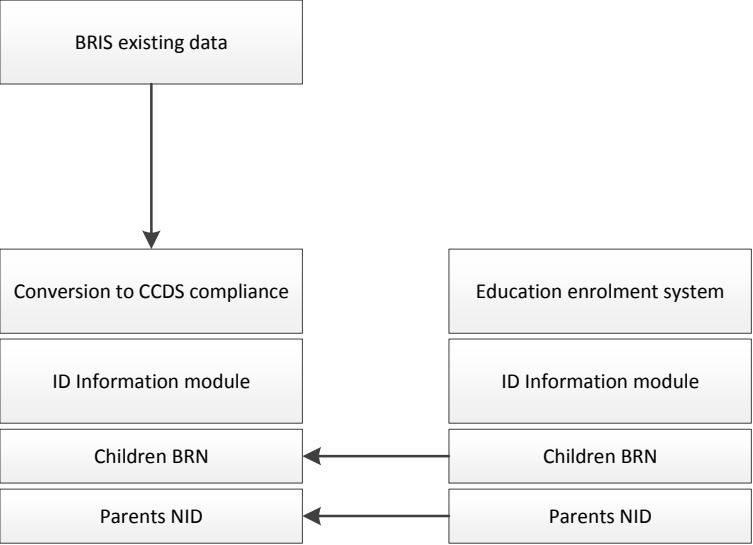 BRIS existing data
Conversion to CCDS compliance
Education enrolment system
ID Information module
ID Information module
Children BRN
Children BRN
Parents NID
Parents NID